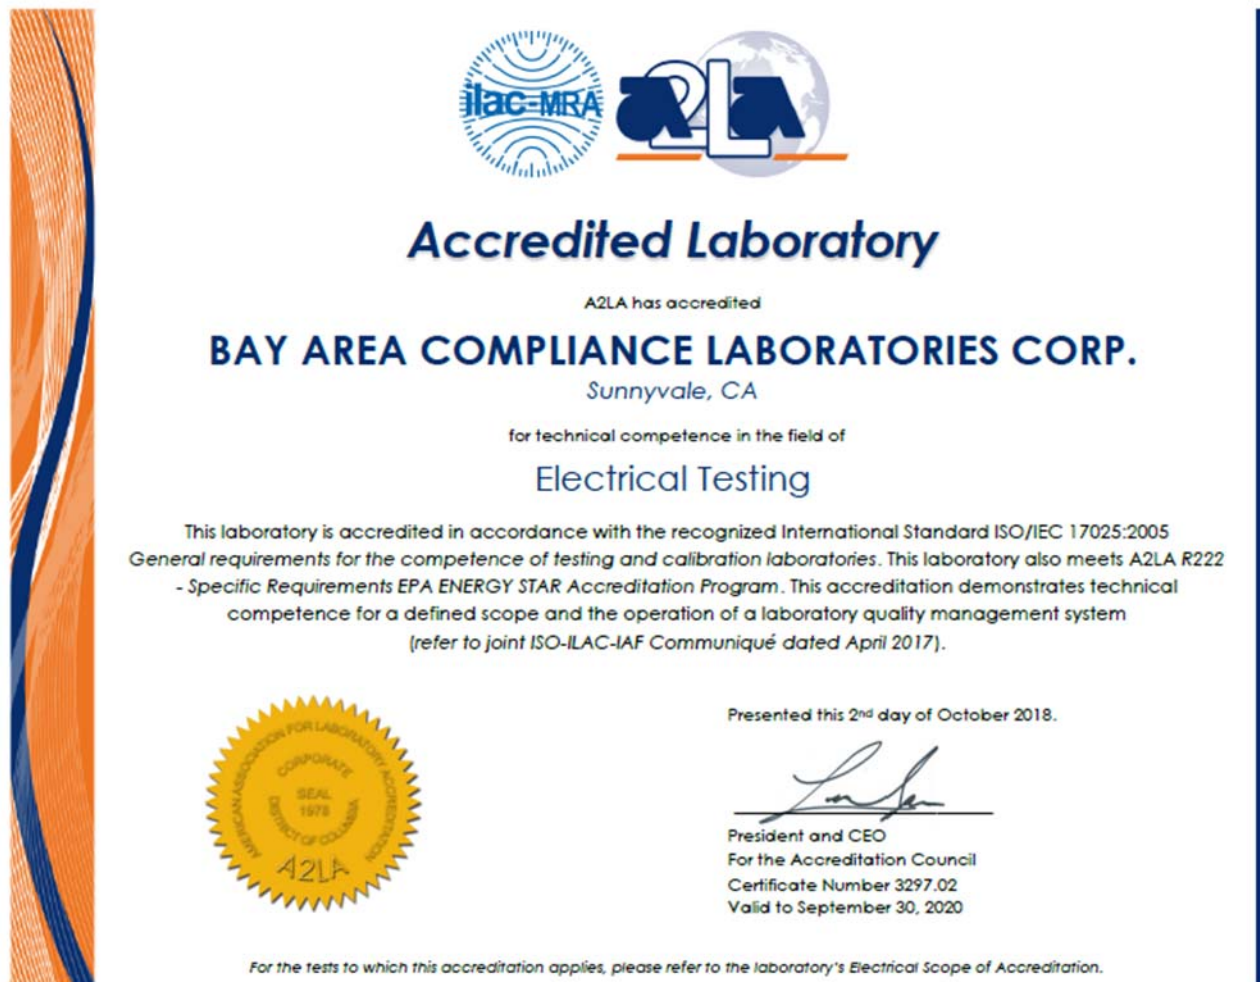 ilac-MRA
A2LA
Accredited Laboratory
A2LA has accredited
BAY AREA COMPLIANCE LABORATORIES CORP.
Sunnyvale, CA
for technical competence in the field of
Electrical Testing
This laboratory is accredited in accordance with the recognized International Standard ISO/IEC 17025:2005
General requirements for the competence of testing and calibration laboratories. This laboratory also meets A2LA R222
- Specific Requirements EPA ENERGY STAR Accreditation Program. This accreditation demonstrates technical
competence for a defined scope and the operation of a laboratory quality management system
(refer to joint ISO-ILAC-IAF Communiqué dated April 2017).
AMERICAN ASSOCIATION FOR LABORATORY ACCREDITATION
CORPORATE
SEAL
1978
DISTRICT OF COLUMBIA
A2LA
Presented this 2nd day of October 2018.
President and CEO
For the Accreditation Council
Certificate Number 3297.02
Valid to September 30, 2020
For the tests to which this accreditation applies, please refer to the laboratory's Electrical Scope of Accreditation.